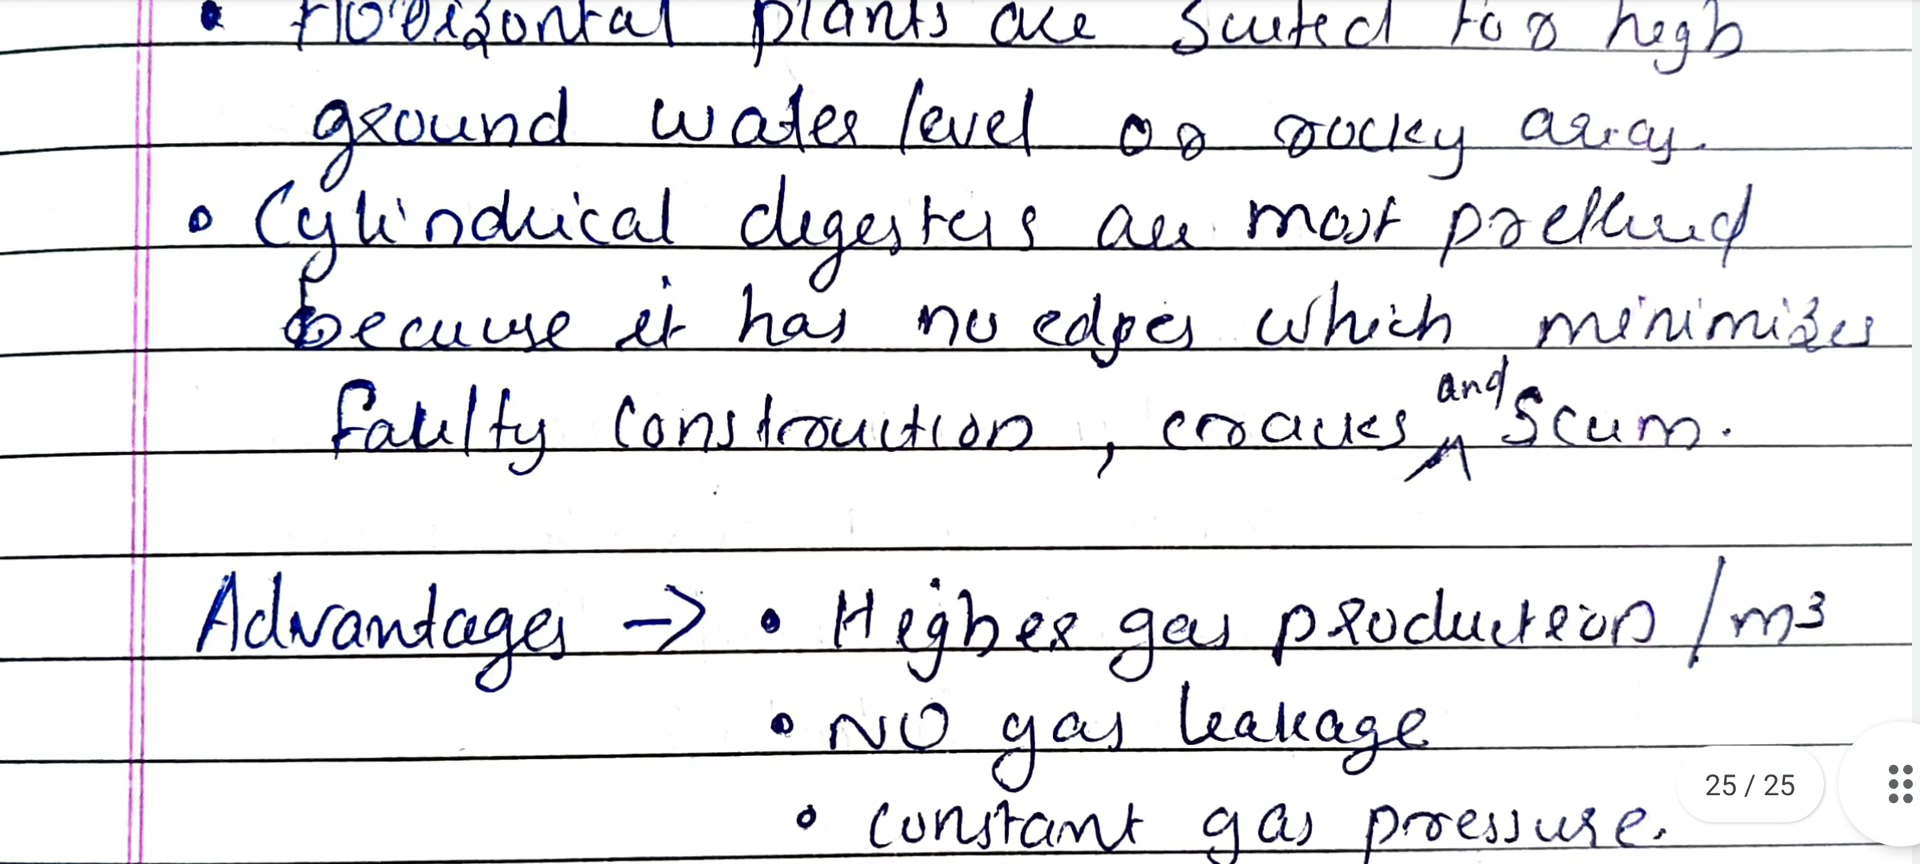 • Horizontal plants are suited for high
ground water level or rocky area.
• Cylindrical digesters are most preferred
because it has no edges which minimizes
faulty construction, cracks ^and scum.
Advantages -> • Higher gas production /m3
• NO gas leakage
• constant gas pressure.
25 / 25